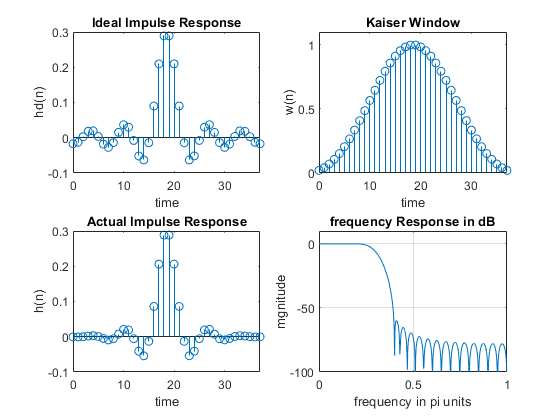 Ideal Impulse Response
0.3
0.2
0.1
0
-0.1
0 10 20 30
hd(n)
time
Kaiser Window
1
0.5
0
0 10 20 30
w(n)
time
Actual Impulse Response
0.3
0.2
0.1
0
-0.1
0 10 20 30
h(n)
time
frequency Response in dB
0
-50
-100
0 0.5 1
mgnitude
frequency in pi units